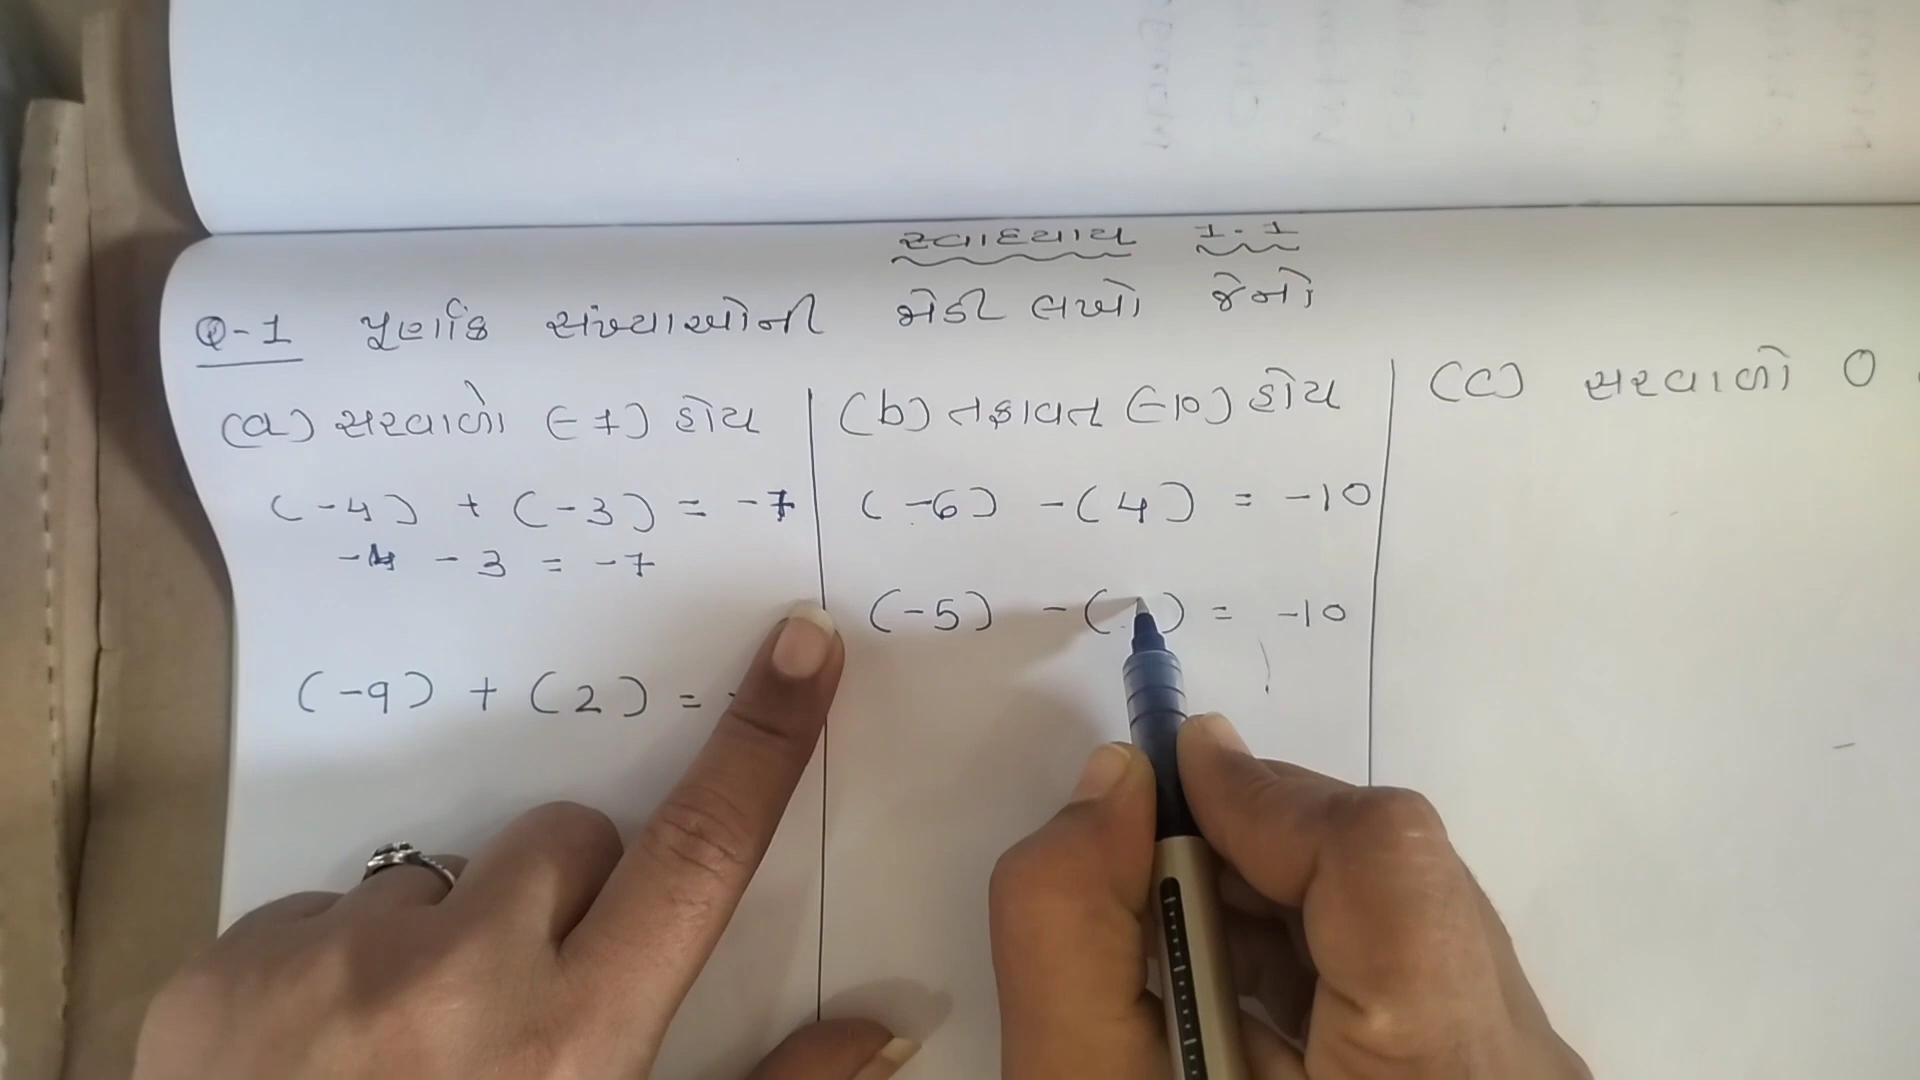 સ્વાધ્યાય 1.1
Q-1 પૂર્ણાંક સંખ્યાઓની જોડી લખો જેનો
(a) સરવાળો (-7) હોય
(-4) + (-3) = -7
-4 - 3 = -7
(-9) + (2) =
(b) તફાવત (-10) હોય
(-6) - (4) = -10
(-5) - ( ) = -10
(c) સરવાળો 0